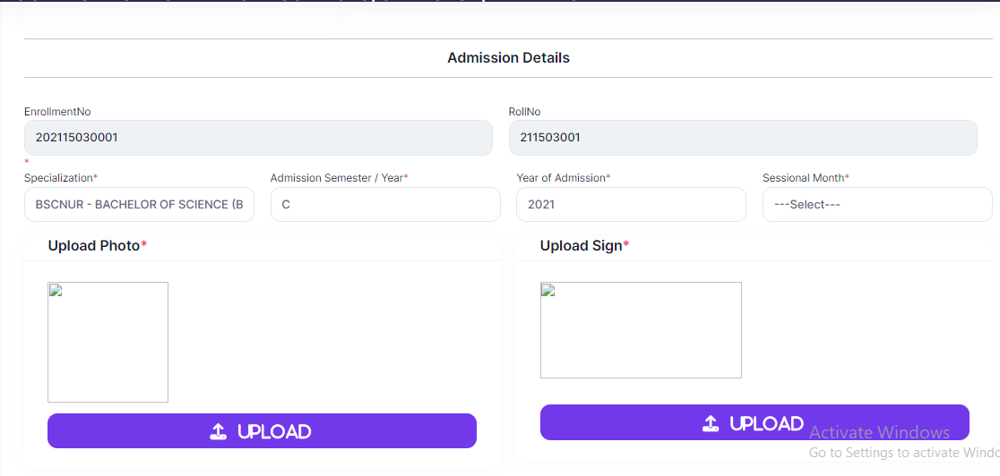 Admission Details
EnrollmentNo RollNo
202115030001 211503001
*
Specialization* Admission Semester / Year* Year of Admission* Sessional Month*
BSCNUR - BACHELOR OF SCIENCE (B C 2021 ---Select---
Upload Photo* Upload Sign*
UPLOAD UPLOAD
Activate Windows
Go to Settings to activate Windo